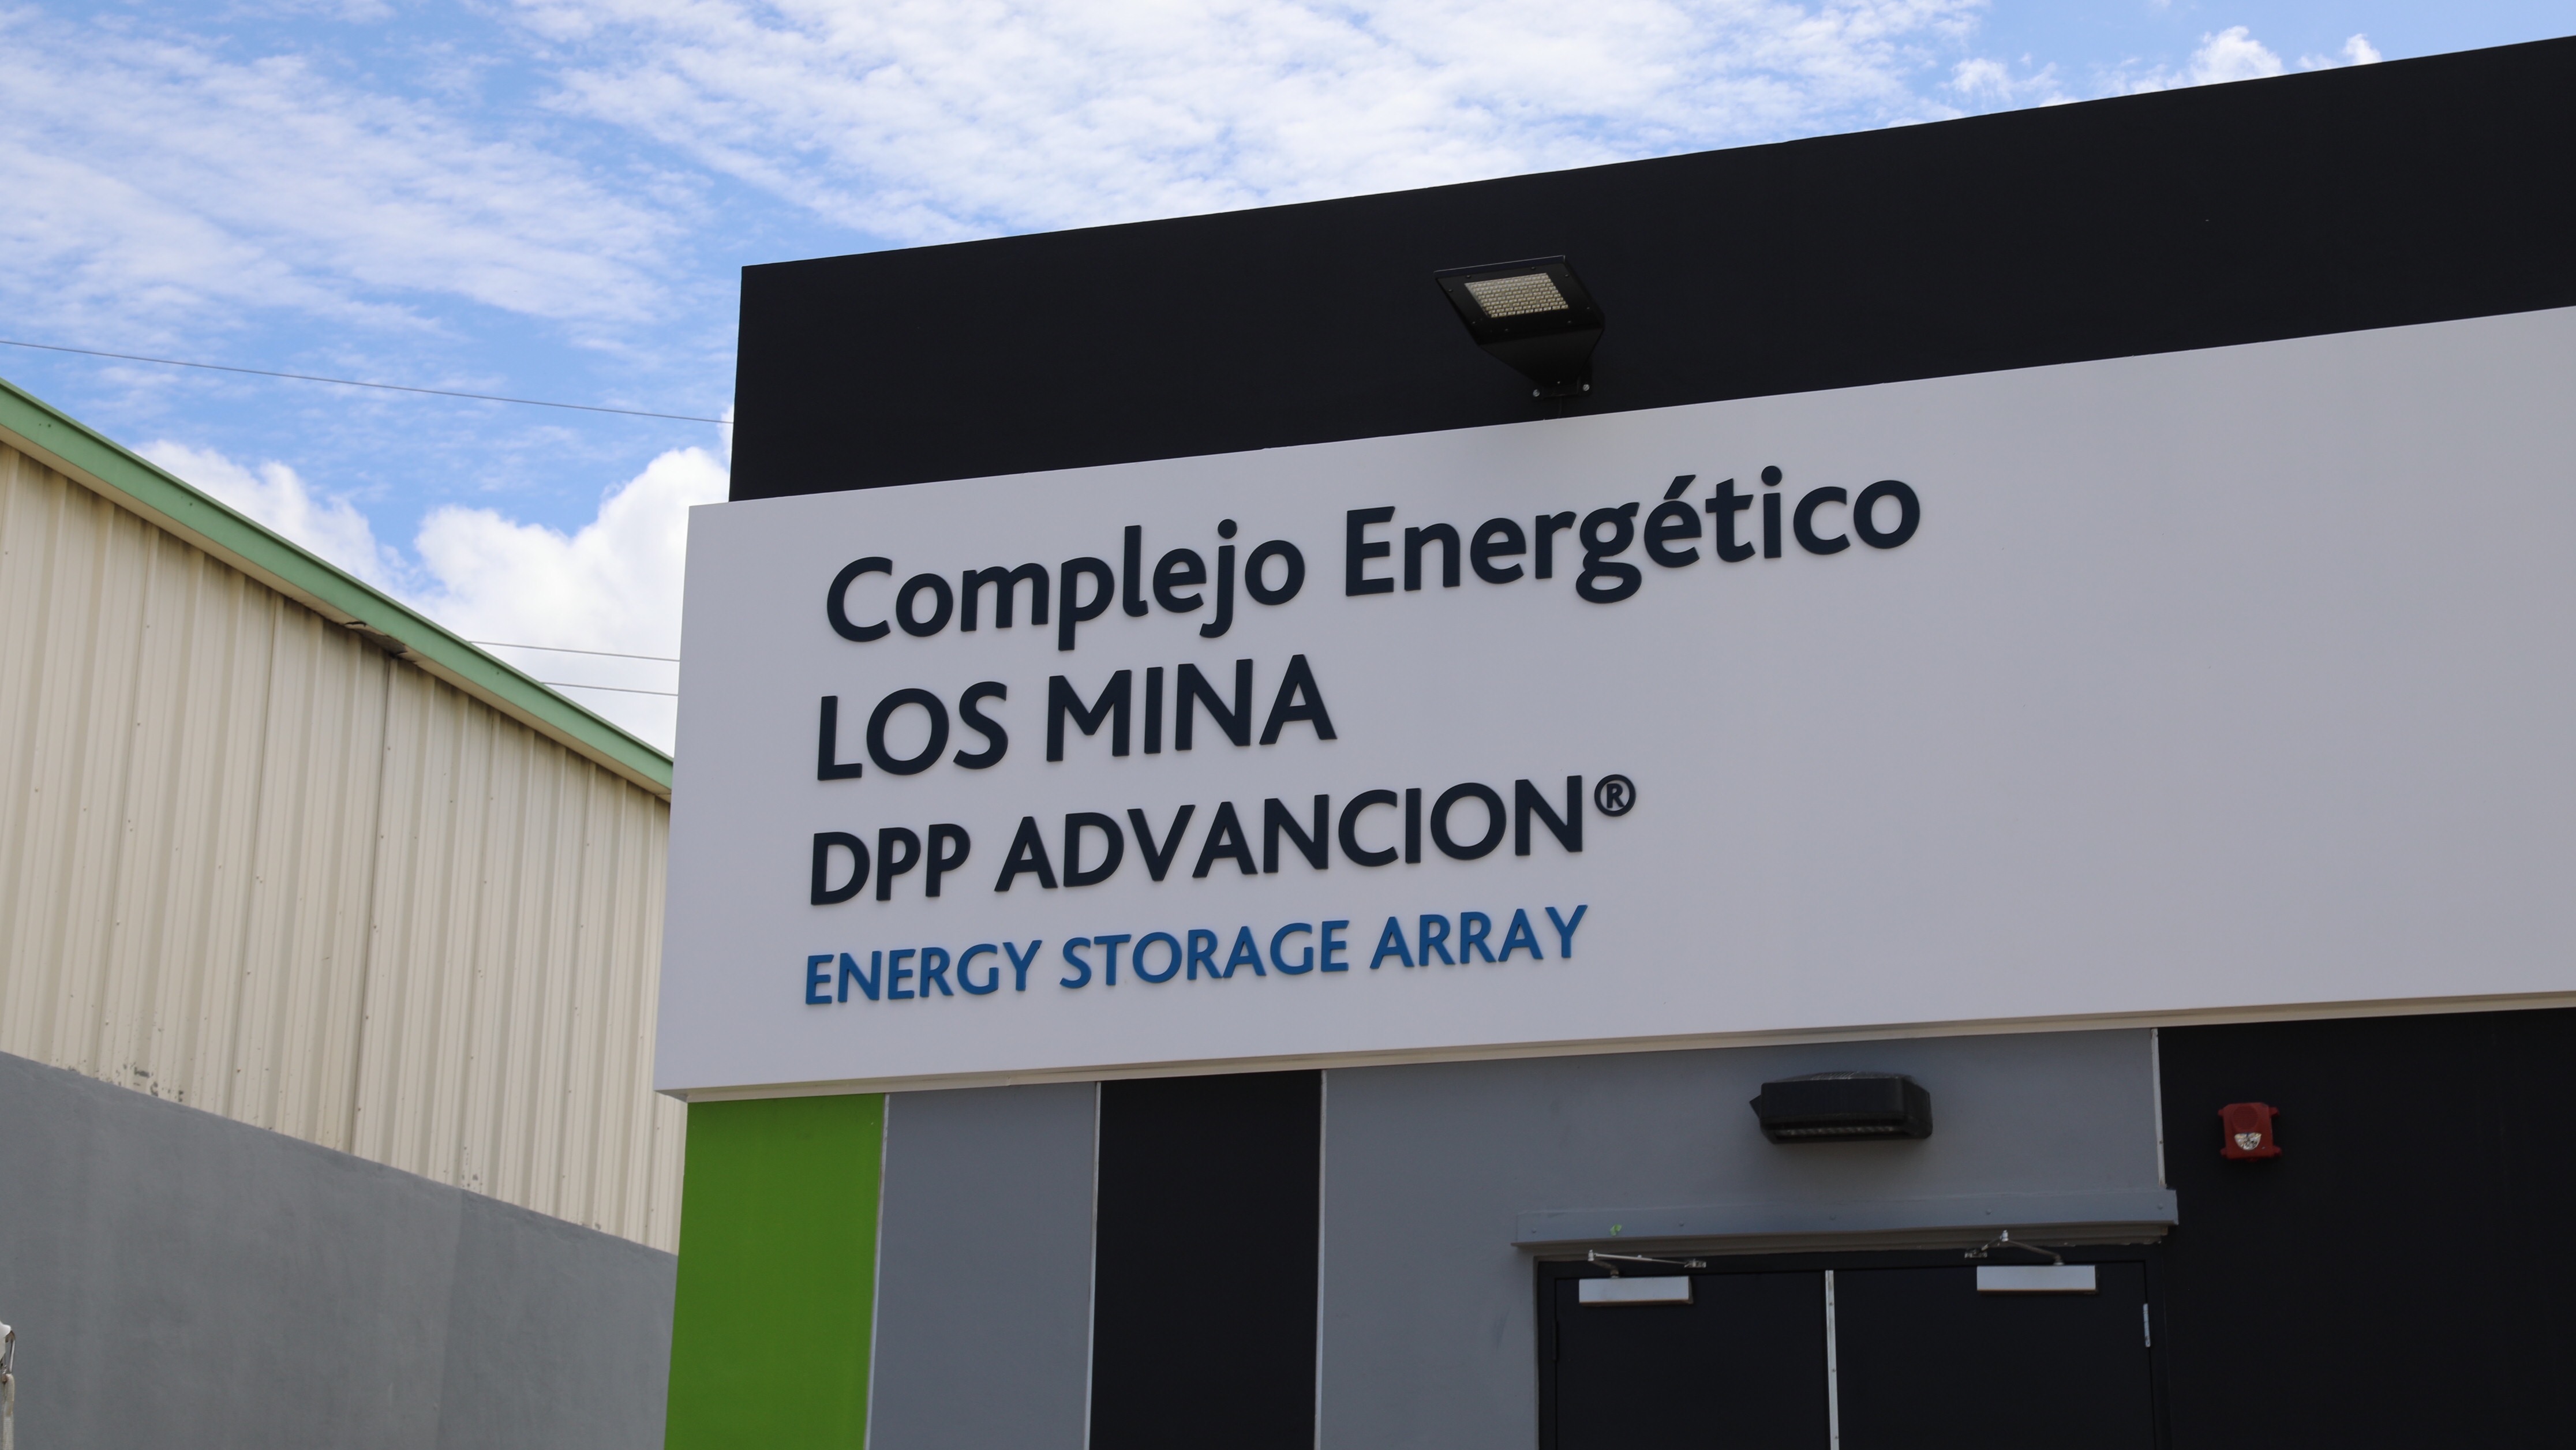 Complejo Energético
LOS MINA
DPP ADVANCION®
ENERGY STORAGE ARRAY